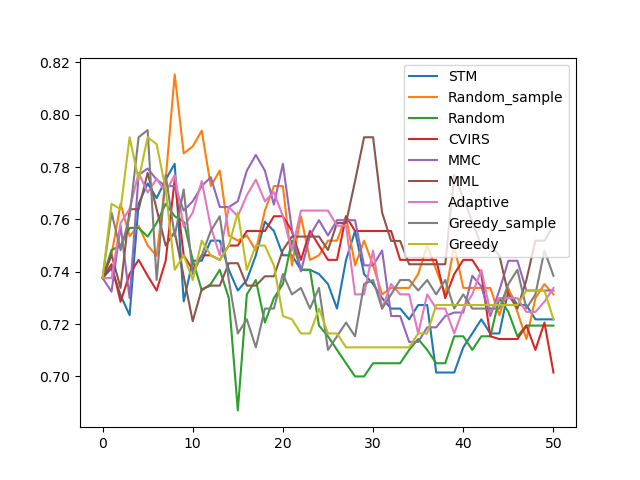 0.82
0.80
0.78
0.76
0.74
0.72
0.70
0 10 20 30 40 50
STM
Random_sample
Random
CVIRS
MMC
MML
Adaptive
Greedy_sample
Greedy